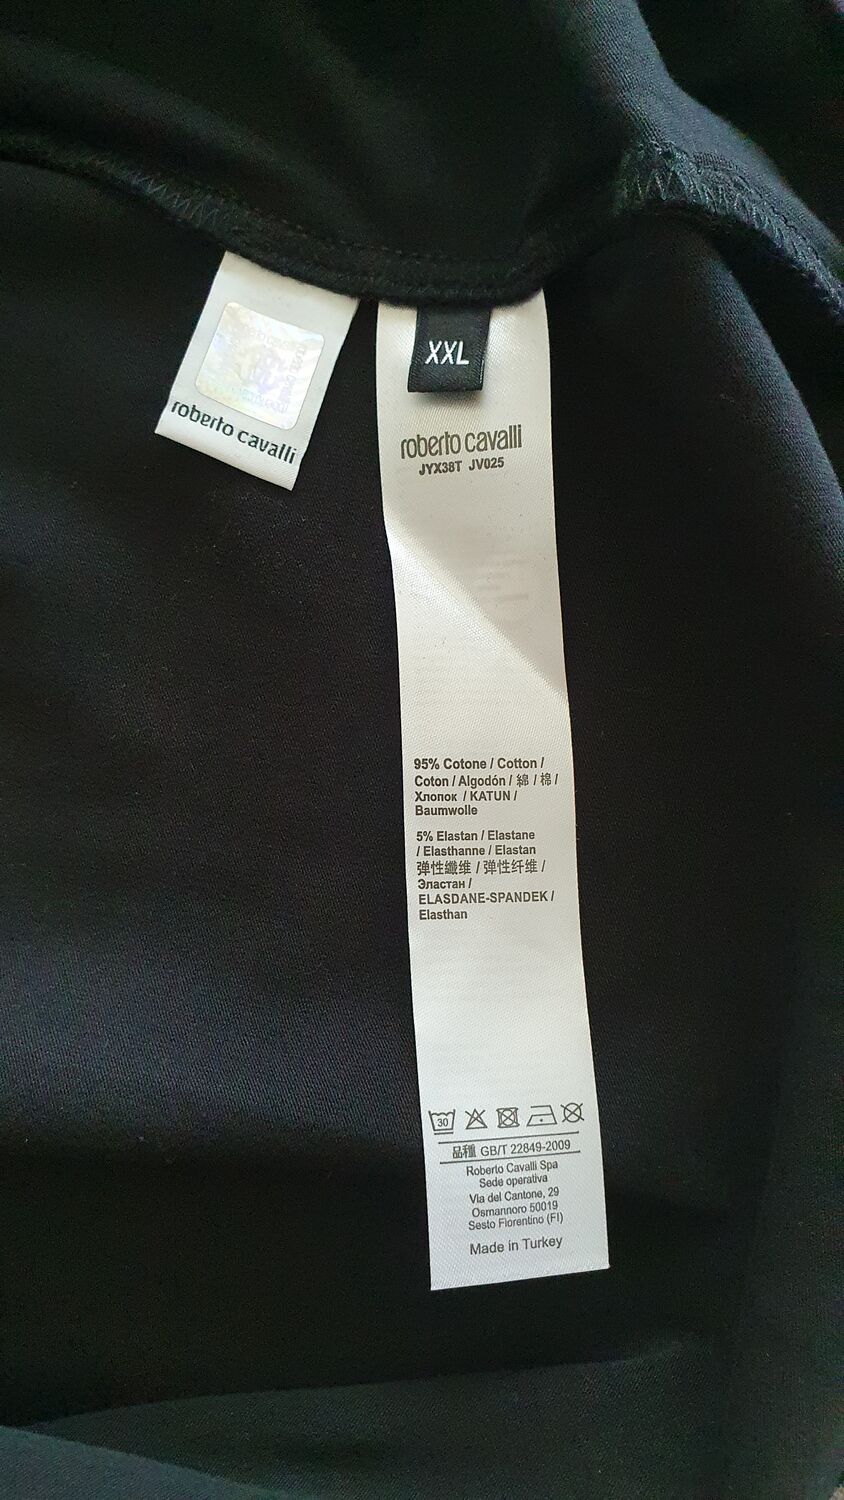 roberto cavalli
XXL
roberto cavalli
JYX38T JV025
95% Cotone / Cotton /
Coton / Algodón / 綿 / 棉 /
Хлопок / KATUN /
Baumwolle
5% Elastan / Elastane
/ Elasthanne / Elastan
弹性纖维 / 弹性纤维 /
Эластан /
ELASDANE-SPANDEK /
Elasthan
30
品種 GB/T 22849-2009
Roberto Cavalli Spa
Sede operativa
Via del Cantone, 29
Osmannoro 50019
Sesto Fiorentino (FI)
Made in Turkey